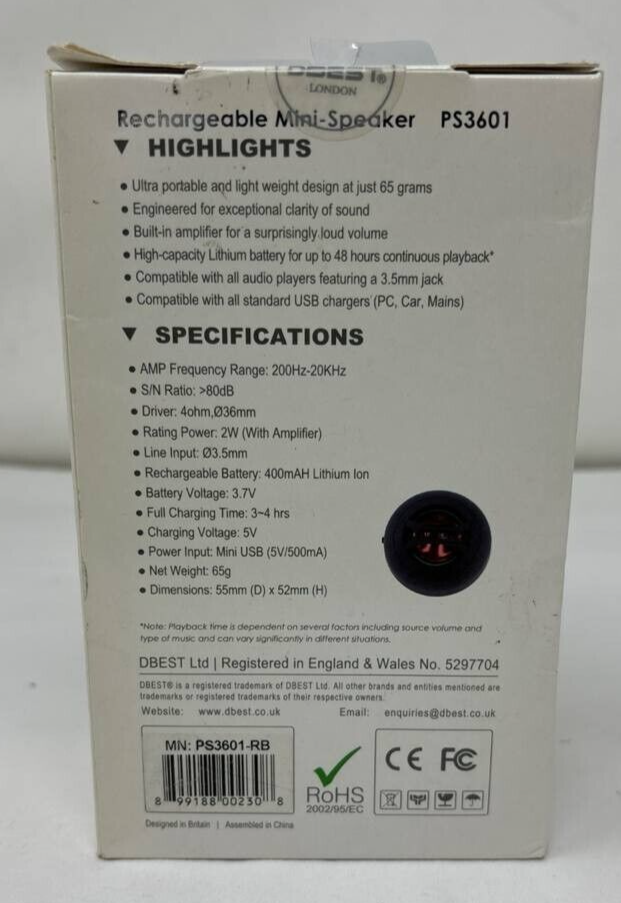 DBEST®
LONDON
Rechargeable Mini-Speaker PS3601
▼ HIGHLIGHTS
• Ultra portable and light weight design at just 65 grams
• Engineered for exceptional clarity of sound
• Built-in amplifier for a surprisingly loud volume
• High-capacity Lithium battery for up to 48 hours continuous playback*
• Compatible with all audio players featuring a 3.5mm jack
• Compatible with all standard USB chargers (PC, Car, Mains)
▼ SPECIFICATIONS
• AMP Frequency Range: 200Hz-20KHz
• S/N Ratio: >80dB
• Driver: 4ohm,Ø36mm
• Rating Power: 2W (With Amplifier)
• Line Input: Ø3.5mm
• Rechargeable Battery: 400mAH Lithium Ion
• Battery Voltage: 3.7V
• Full Charging Time: 3~4 hrs
• Charging Voltage: 5V
• Power Input: Mini USB (5V/500mA)
• Net Weight: 65g
• Dimensions: 55mm (D) x 52mm (H)
*Note: Playback time is dependent on several factors including source volume and
type of music and can vary significantly in different situations.
DBEST Ltd | Registered in England & Wales No. 5297704
DBEST® is a registered trademark of DBEST Ltd. All other brands and entities mentioned are
trademarks or registered trademarks of their respective owners.
Website: www.dbest.co.uk Email: enquiries@dbest.co.uk
MN: PS3601-RB
8 99188 00230 8
RoHS
2002/95/EC
CE FC
Designed in Britain | Assembled in China